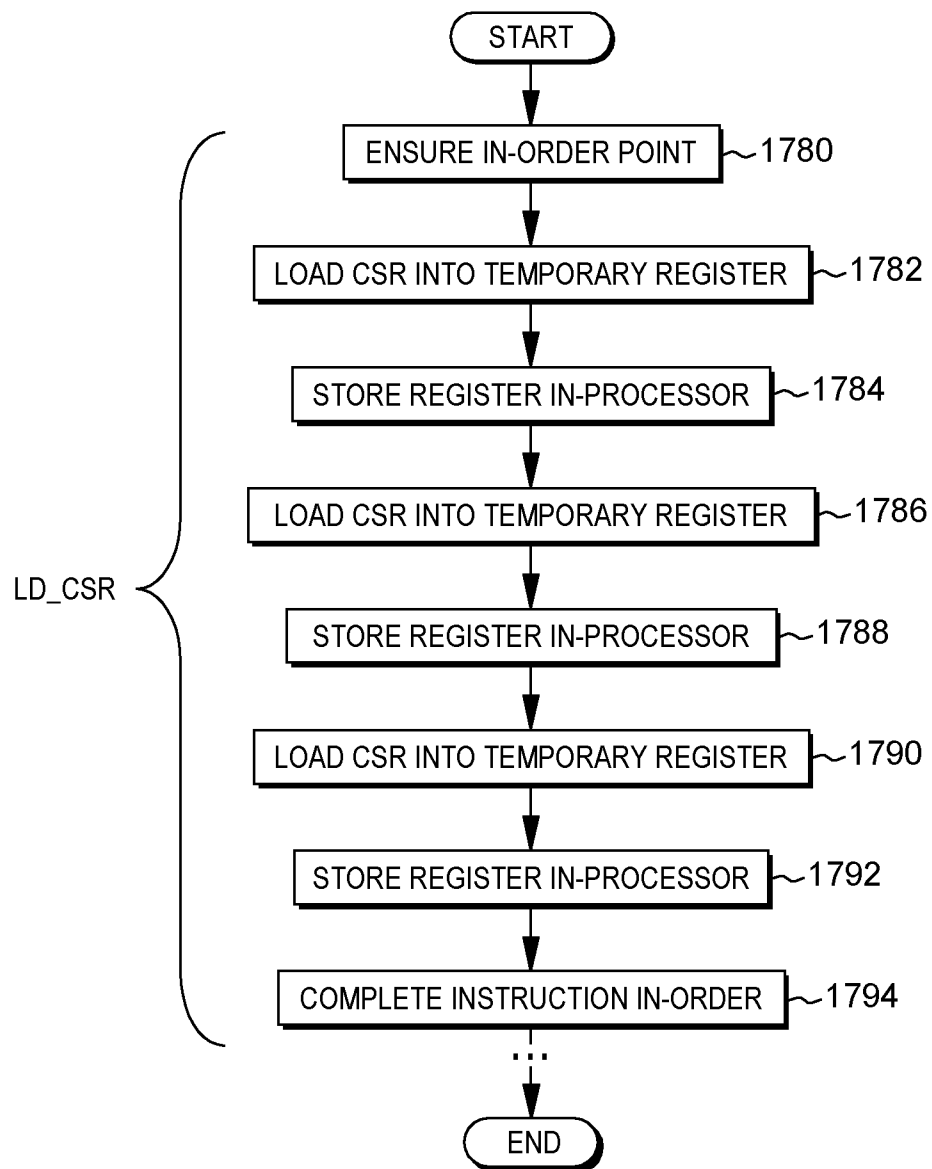 START
ENSURE IN-ORDER POINT 1780
LOAD CSR INTO TEMPORARY REGISTER 1782
STORE REGISTER IN-PROCESSOR 1784
LOAD CSR INTO TEMPORARY REGISTER 1786
LD_CSR
STORE REGISTER IN-PROCESSOR 1788
LOAD CSR INTO TEMPORARY REGISTER 1790
STORE REGISTER IN-PROCESSOR 1792
COMPLETE INSTRUCTION IN-ORDER 1794
...
END